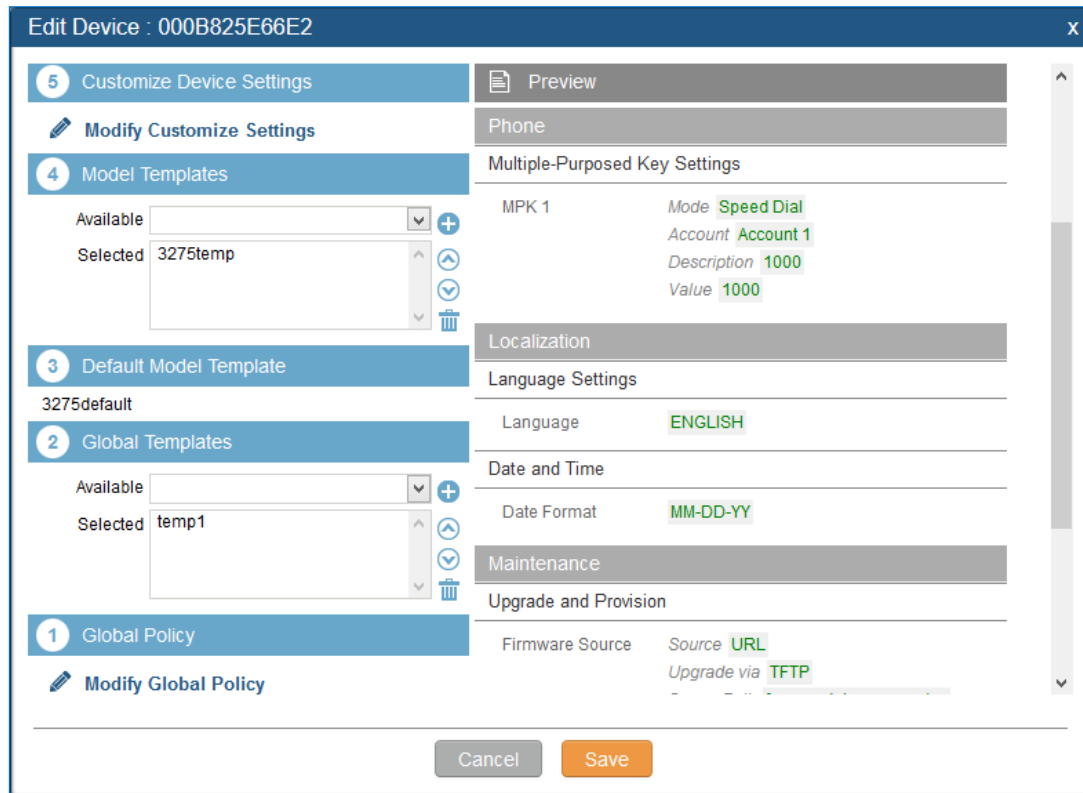 Edit Device : 000B825E66E2
x
5 Customize Device Settings
Modify Customize Settings
4 Model Templates
Available
Selected 3275temp
3 Default Model Template
3275default
2 Global Templates
Available
Selected temp1
1 Global Policy
Modify Global Policy
Preview
Phone
Multiple-Purposed Key Settings
MPK 1 Mode Speed Dial
Account Account 1
Description 1000
Value 1000
Localization
Language Settings
Language ENGLISH
Date and Time
Date Format MM-DD-YY
Maintenance
Upgrade and Provision
Firmware Source Source URL
Upgrade via TFTP
Cancel
Save